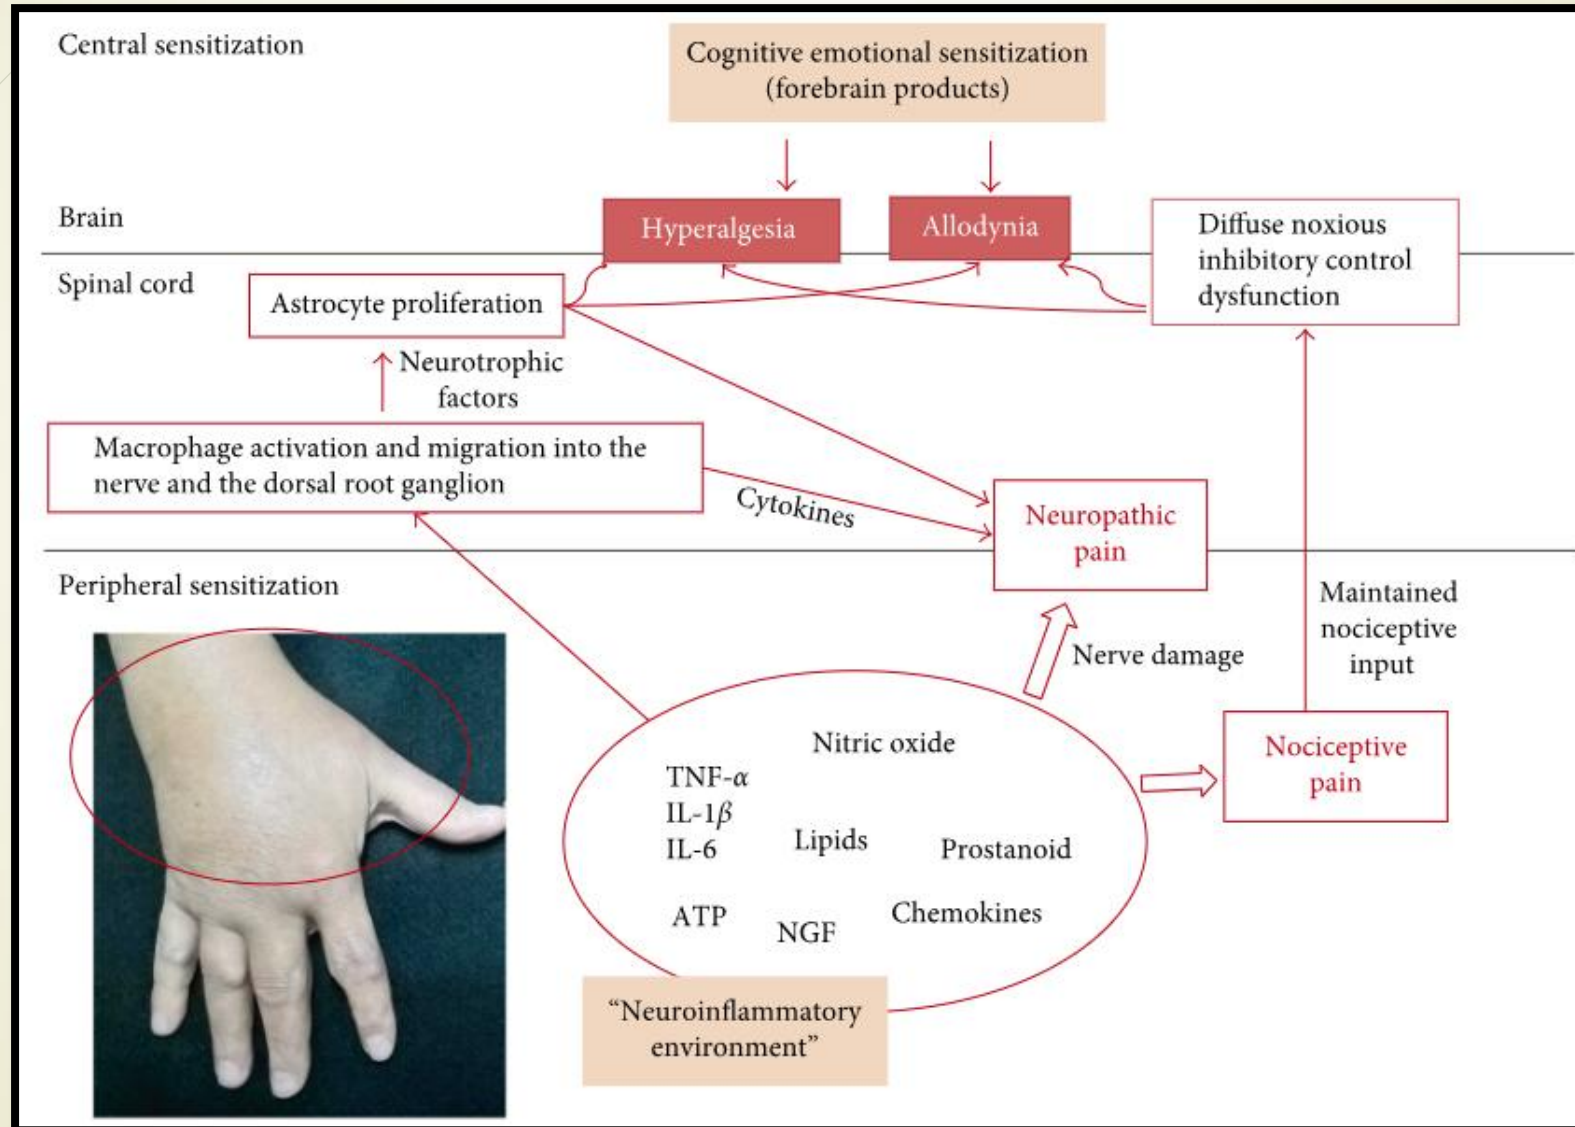 Central sensitization
Cognitive emotional sensitization
(forebrain products)
Brain
Hyperalgesia
Allodynia
Diffuse noxious
inhibitory control
dysfunction
Spinal cord
Astrocyte proliferation
Neurotrophic
factors
Macrophage activation and migration into the
nerve and the dorsal root ganglion
Cytokines
Neuropathic
pain
Peripheral sensitization
Maintained
nociceptive
input
Nerve damage
Nociceptive
pain
Nitric oxide
TNF-α
IL-1β
IL-6
Lipids
Prostanoid
ATP
NGF
Chemokines
“Neuroinflammatory
environment”